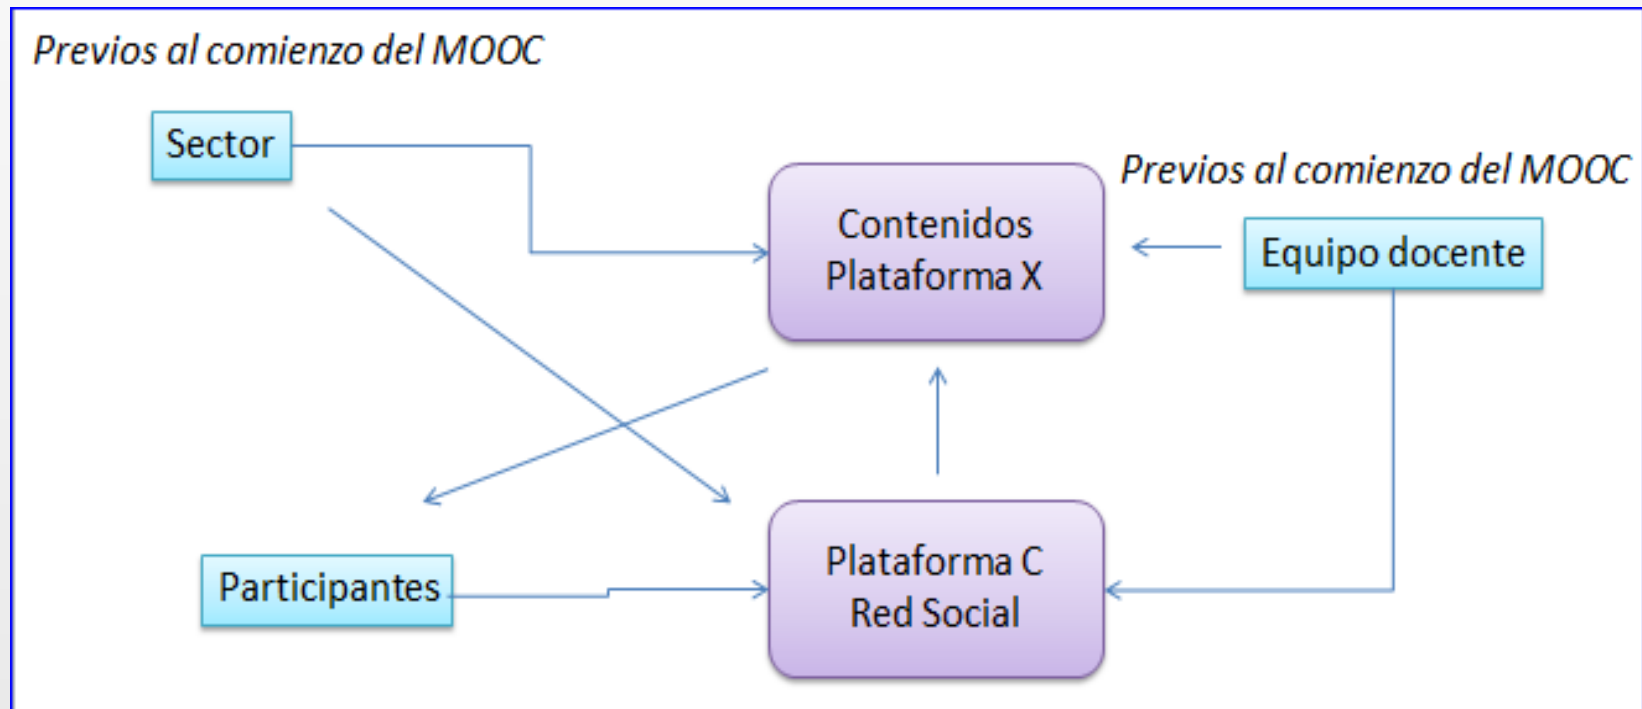 Previos al comienzo del MOOC
Sector
Previos al comienzo del MOOC
Contenidos
Plataforma X
Equipo docente
Participantes
Plataforma C
Red Social